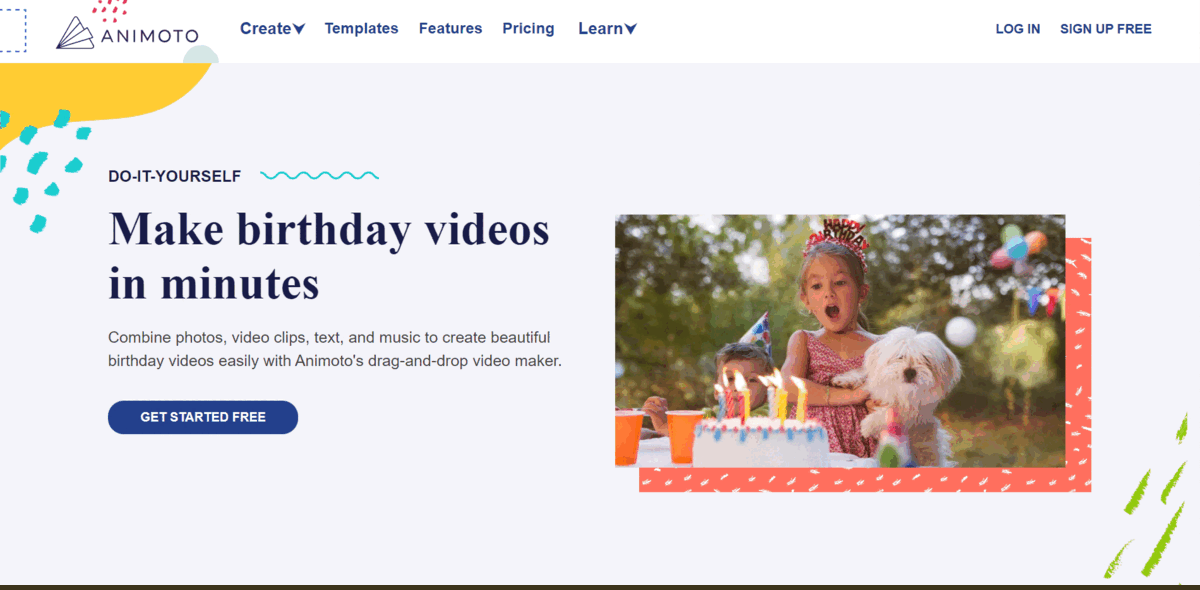 ANIMOTO
Create
Templates
Features
Pricing
Learn
LOG IN
SIGN UP FREE
DO-IT-YOURSELF
Make birthday videos
in minutes
Combine photos, video clips, text, and music to create beautiful
birthday videos easily with Animoto's drag-and-drop video maker.
GET STARTED FREE
HAPPY
BIRTHDAY